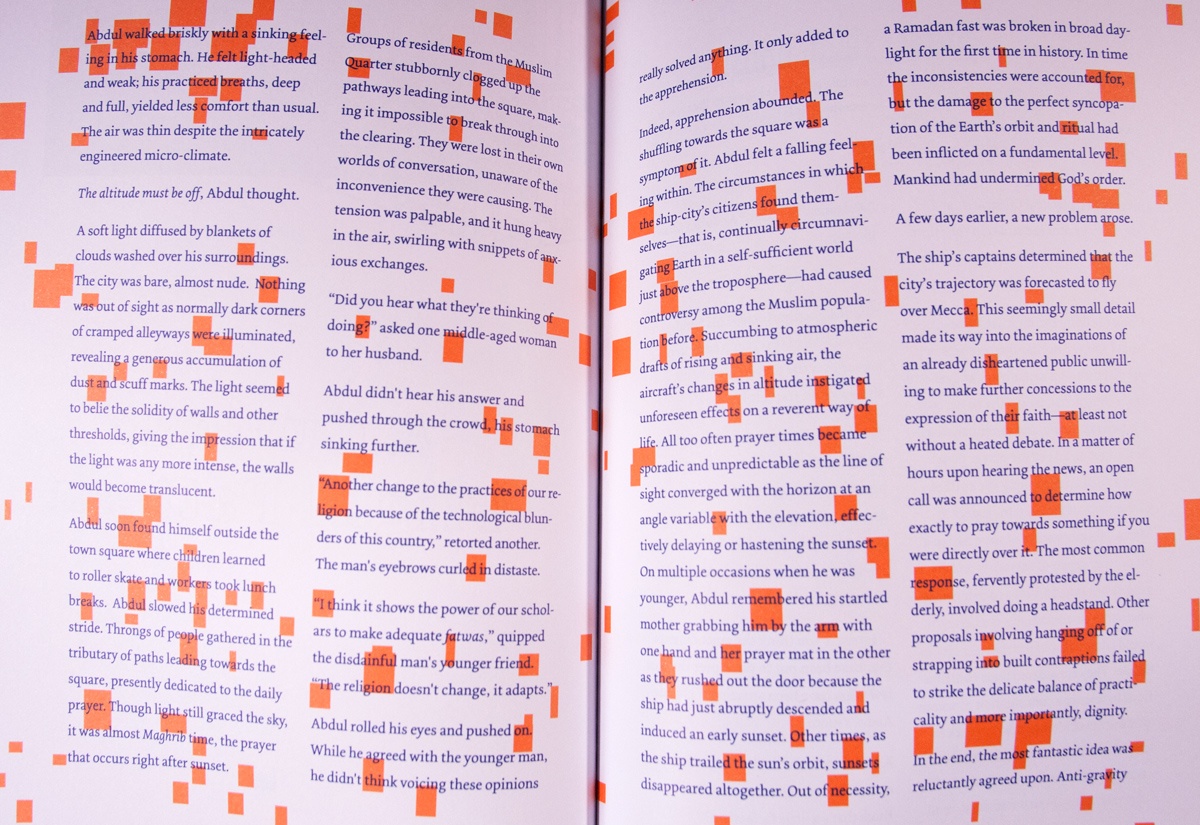 Abdul walked briskly with a sinking feel-
ing in his stomach. He felt light-headed
and weak; his practiced breaths, deep
and full, yielded less comfort than usual.
The air was thin despite the intricately
engineered micro-climate.
The altitude must be off, Abdul thought.
A soft light diffused by blankets of
clouds washed over his surroundings.
The city was bare, almost nude. Nothing
was out of sight as normally dark corners
of cramped alleyways were illuminated,
revealing a generous accumulation of
dust and scuff marks. The light seemed
to belie the solidity of walls and other
thresholds, giving the impression that if
the light was any more intense, the walls
would become translucent.
Abdul soon found himself outside the
town square where children learned
to roller skate and workers took lunch
breaks. Abdul slowed his determined
stride. Throngs of people gathered in the
tributary of paths leading towards the
square, presently dedicated to the daily
prayer. Though light still graced the sky,
it was almost Maghrib time, the prayer
that occurs right after sunset.
Groups of residents from the Muslim
Quarter stubbornly clogged up the
pathways leading into the square, mak-
ing it impossible to break through into
the clearing. They were lost in their own
worlds of conversation, unaware of the
inconvenience they were causing. The
tension was palpable, and it hung heavy
in the air, swirling with snippets of anx-
ious exchanges.
“Did you hear what they're thinking of
doing?” asked one middle-aged woman
to her husband.
Abdul didn't hear his answer and
pushed through the crowd, his stomach
sinking further.
“Another change to the practices of our re-
ligion because of the technological blun-
ders of this country,” retorted another.
The man's eyebrows curled in distaste.
“I think it shows the power of our schol-
ars to make adequate fatwas,” quipped
the disdainful man's younger friend.
“The religion doesn't change, it adapts.”
Abdul rolled his eyes and pushed on.
While he agreed with the younger man,
he didn't think voicing these opinions
really solved anything. It only added to
the apprehension.
Indeed, apprehension abounded. The
shuffling towards the square was a
symptom of it. Abdul felt a falling feel-
ing within. The circumstances in which
the ship-city's citizens found them-
selves—that is, continually circumnavi-
gating Earth in a self-sufficient world
just above the troposphere—had caused
controversy among the Muslim popula-
tion before. Succumbing to atmospheric
drafts of rising and sinking air, the
aircraft's changes in altitude instigated
unforeseen effects on a reverent way of
life. All too often prayer times became
sporadic and unpredictable as the line of
sight converged with the horizon at an
angle variable with the elevation, effec-
tively delaying or hastening the sunset.
On multiple occasions when he was
younger, Abdul remembered his startled
mother grabbing him by the arm with
one hand and her prayer mat in the other
as they rushed out the door because the
ship had just abruptly descended and
induced an early sunset. Other times, as
the ship trailed the sun's orbit, sunsets
disappeared altogether. Out of necessity,
a Ramadan fast was broken in broad day-
light for the first time in history. In time
the inconsistencies were accounted for,
but the damage to the perfect syncopa-
tion of the Earth's orbit and ritual had
been inflicted on a fundamental level.
Mankind had undermined God's order.
A few days earlier, a new problem arose.
The ship's captains determined that the
city's trajectory was forecasted to fly
over Mecca. This seemingly small detail
made its way into the imaginations of
an already disheartened public unwill-
ing to make further concessions to the
expression of their faith—at least not
without a heated debate. In a matter of
hours upon hearing the news, an open
call was announced to determine how
exactly to pray towards something if you
were directly over it. The most common
response, fervently protested by the el-
derly, involved doing a headstand. Other
proposals involving hanging off of or
strapping into built contraptions failed
to strike the delicate balance of practi-
cality and more importantly, dignity.
In the end, the most fantastic idea was
reluctantly agreed upon. Anti-gravity